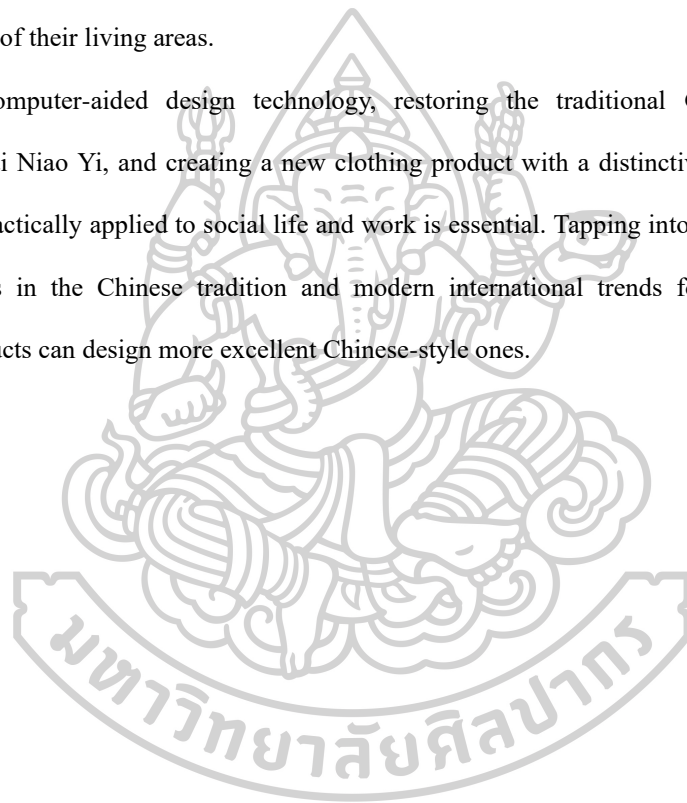 of their living areas.
omputer-aided design technology, restoring the traditional
i Niao Yi, and creating a new clothing product with a distinctiv
actically applied to social life and work is essential. Tapping into
s in the Chinese tradition and modern international trends fo
ucts can design more excellent Chinese-style ones.
มหาวิทยาลัยศิลปากร